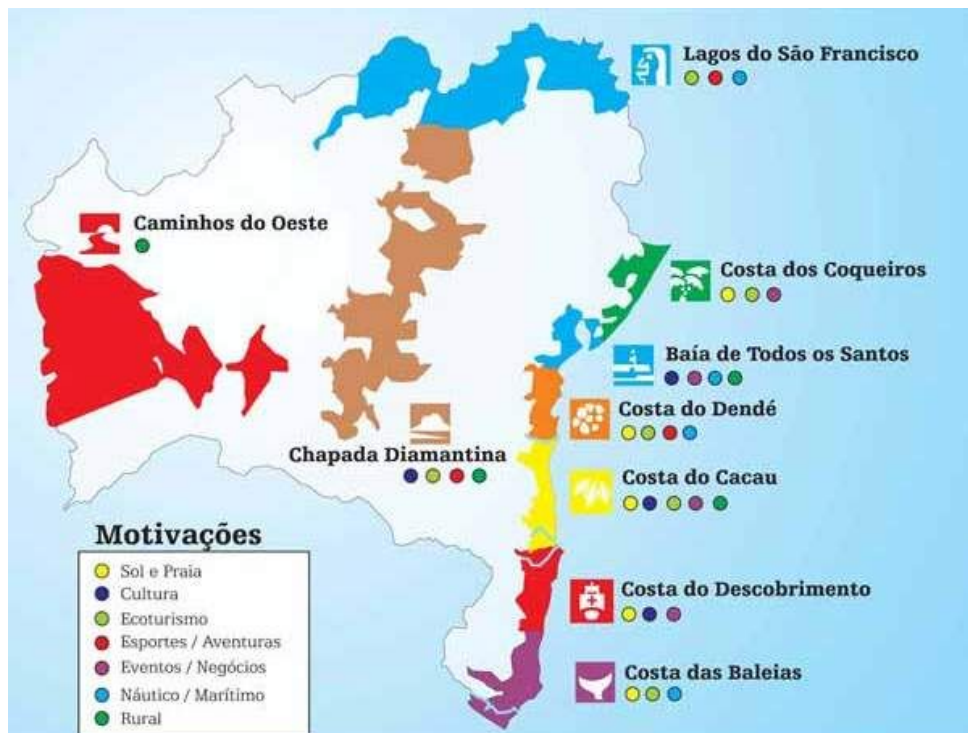 Lagos do São Francisco
Caminhos do Oeste
Costa dos Coqueiros
Baía de Todos os Santos
Costa do Dendé
Chapada Diamantina
Costa do Cacau
Motivações
Sol e Praia
Cultura
Ecoturismo
Esportes / Aventuras
Eventos / Negócios
Náutico / Marítimo
Rural
Costa do Descobrimento
Costa das Baleias